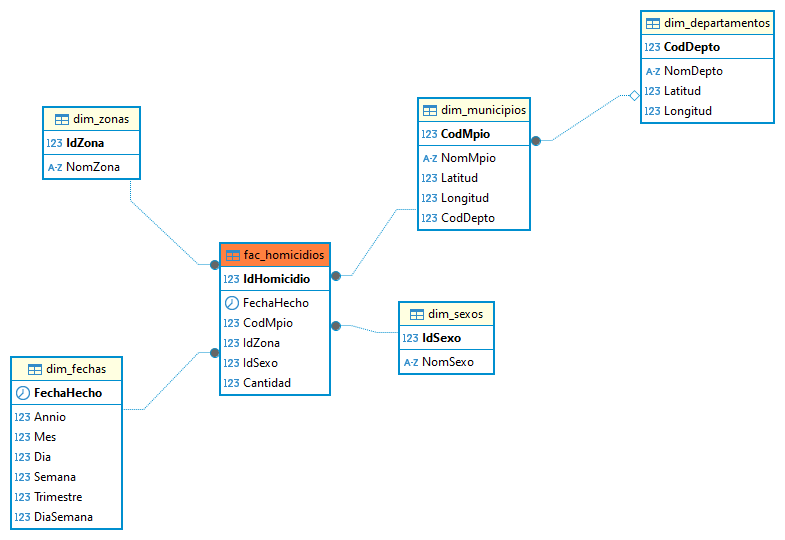 dim_departamentos
123 CodDepto
A-Z NomDepto
123 Latitud
123 Longitud
dim_municipios
123 CodMpio
A-Z NomMpio
123 Latitud
123 Longitud
123 CodDepto
dim_zonas
123 IdZona
A-Z NomZona
fac_homicidios
123 IdHomicidio
FechaHecho
123 CodMpio
123 IdZona
123 IdSexo
123 Cantidad
dim_sexos
123 IdSexo
A-Z NomSexo
dim_fechas
FechaHecho
123 Annio
123 Mes
123 Dia
123 Semana
123 Trimestre
123 DiaSemana